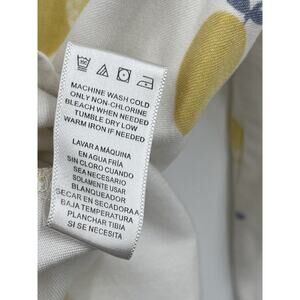 MACHINE WASH COLD
ONLY NON-CHLORINE
BLEACH WHEN NEEDED
TUMBLE DRY LOW
WARM IRON IF NEEDED
LAVAR A MÁQUINA
EN AGUA FRÍA
SIN CLORO CUANDO
SEA NECESARIO
SOLAMENTE USAR
BLANQUEADOR
SECAR EN SECADORA A
BAJA TEMPERATURA
PLANCHAR TIBIA
SI SE NECESITA